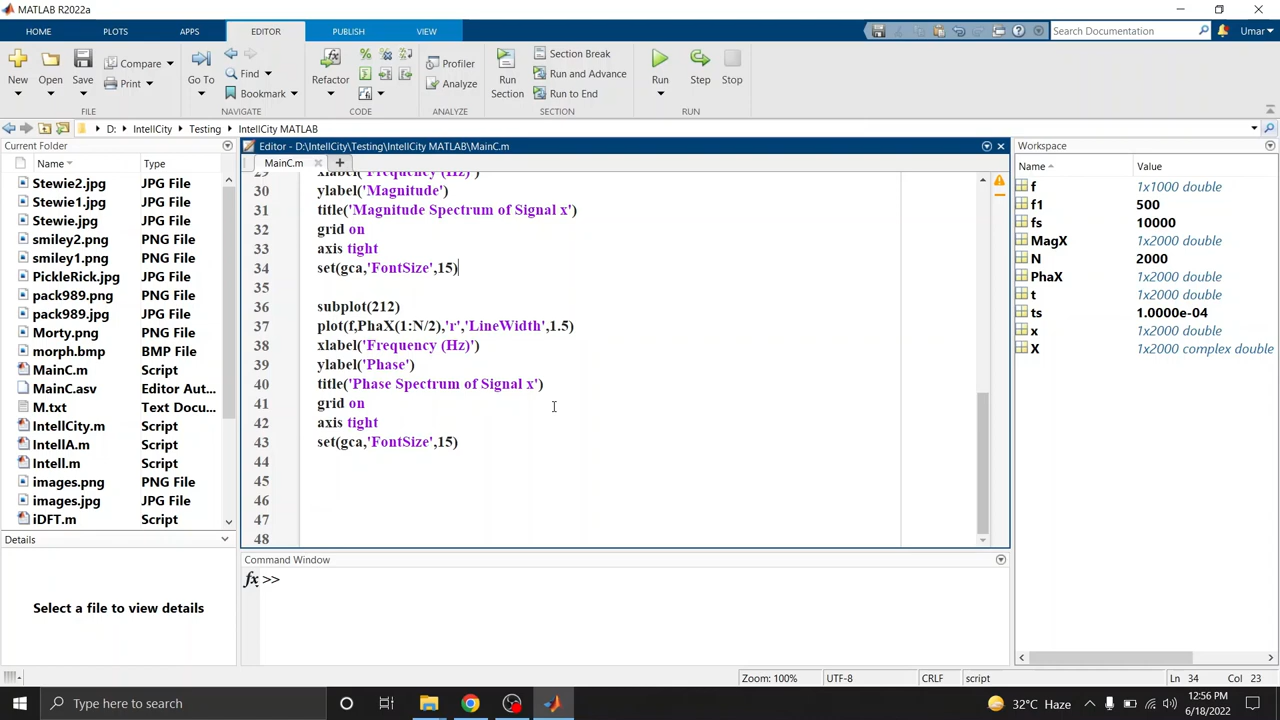 MATLAB R2022a
HOME PLOTS APPS EDITOR PUBLISH VIEW
Search Documentation
Umar
New
Open
Save
Compare
Print
Go To
Find
Bookmark
Refactor
Profiler
Analyze
Run Section
Section Break
Run and Advance
Run to End
Run
Step
Stop
FILE NAVIGATE CODE ANALYZE SECTION RUN
D: IntellCity Testing IntellCity MATLAB
Current Folder
Name Type
Stewie2.jpg JPG File
Stewie1.jpg JPG File
Stewie.jpg JPG File
smiley2.png PNG File
smiley1.png PNG File
PickleRick.jpg JPG File
pack989.png PNG File
pack989.jpg JPG File
Morty.png PNG File
morph.bmp BMP File
MainC.m Script
MainC.asv Editor Aut...
M.txt Text Docu...
IntellCity.m Script
IntellA.m Script
Intell.m Script
images.png PNG File
images.jpg JPG File
iDFT.m Script
Details
Select a file to view details
Editor - D:\IntellCity\Testing\IntellCity MATLAB\MainC.m
MainC.m
xlabel('Frequency (Hz)')
30 ylabel('Magnitude')
31 title('Magnitude Spectrum of Signal x')
32 grid on
33 axis tight
34 set(gca,'FontSize',15)
35
36 subplot(212)
37 plot(f,PhaX(1:N/2),'r','LineWidth',1.5)
38 xlabel('Frequency (Hz)')
39 ylabel('Phase')
40 title('Phase Spectrum of Signal x')
41 grid on
42 axis tight
43 set(gca,'FontSize',15)
44
45
46
47
48
Command Window
fx >>
Workspace
Name Value
f 1x1000 double
f1 500
fs 10000
MagX 1x2000 double
N 2000
PhaX 1x2000 double
t 1x2000 double
ts 1.0000e-04
x 1x2000 double
X 1x2000 complex double
Zoom: 100% UTF-8 CRLF script Ln 34 Col 23
Type here to search
32°C Haze
12:56 PM
6/18/2022